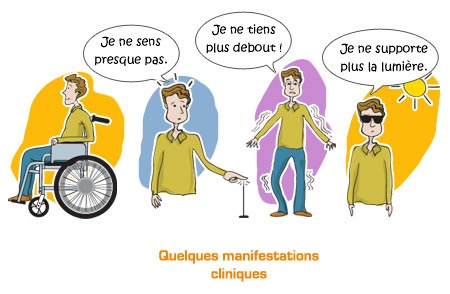 Je ne sens
presque pas.
Je ne tiens
plus debout !
Je ne supporte
plus la lumière.
Quelques manifestations
cliniques